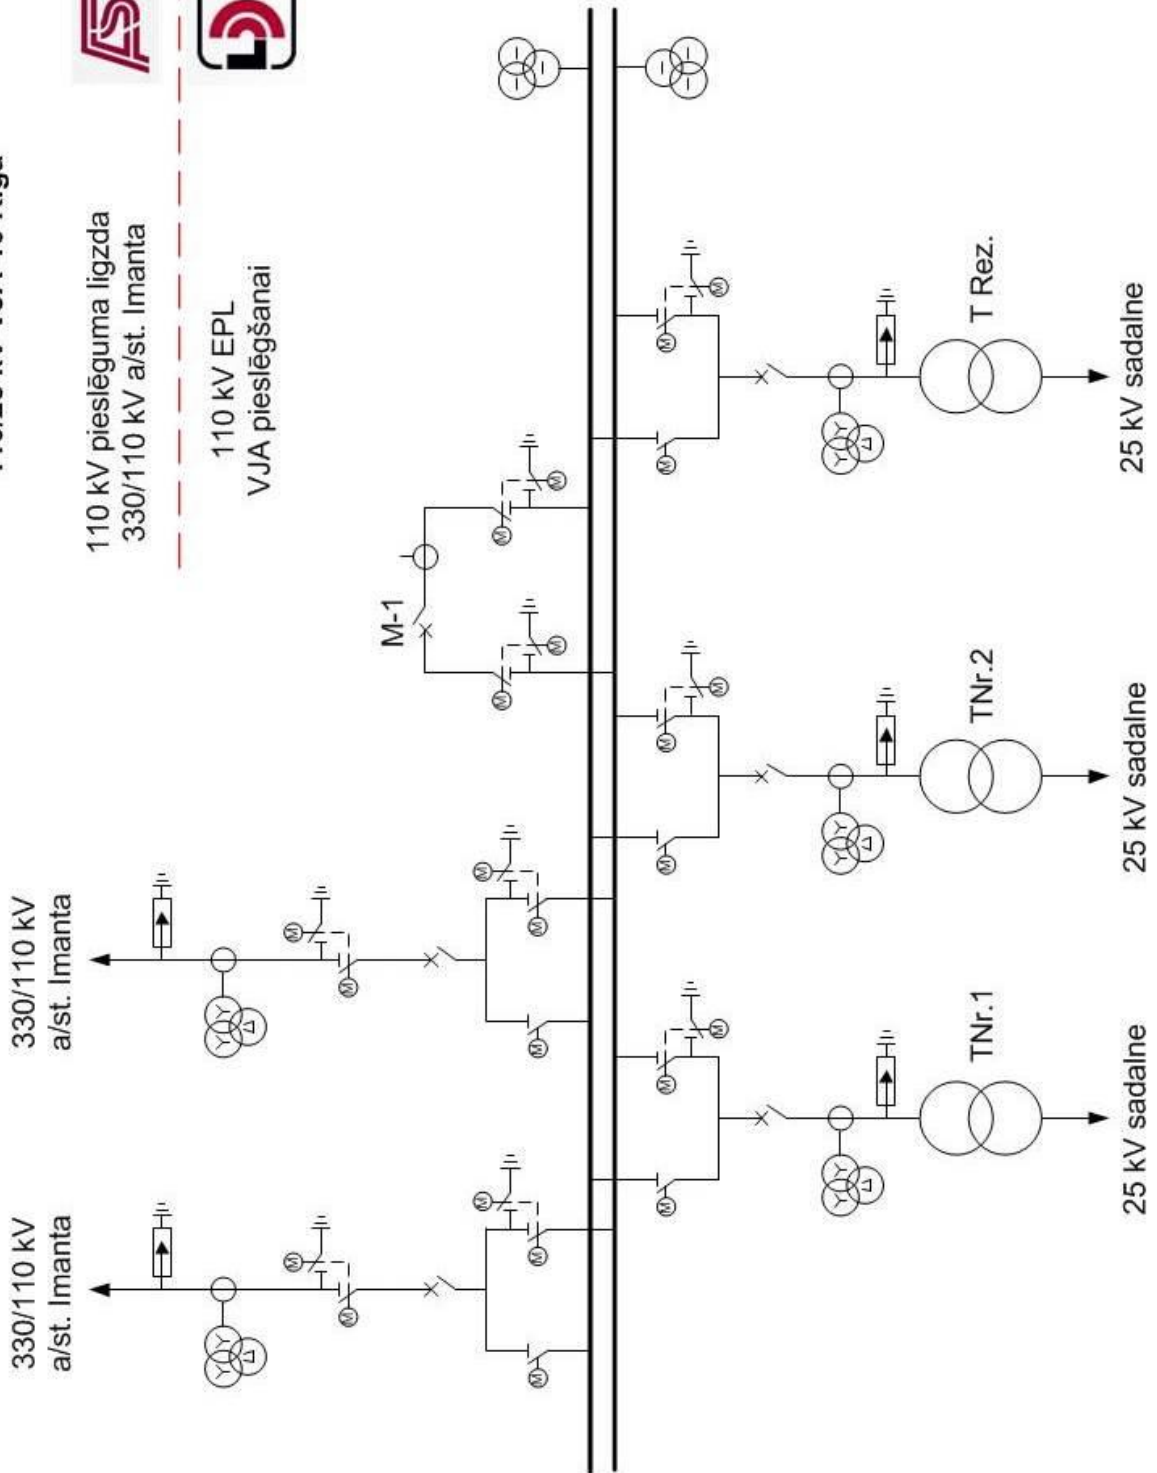 110 kV pieslēguma ligzda
330/110 kV a/st. Imanta
110 kV EPL
VJA pieslēgšanai
330/110 kV
a/st. Imanta
330/110 kV
a/st. Imanta
M-1
TNr.1
TNr.2
T Rez.
25 kV sadalne
25 kV sadalne
25 kV sadalne